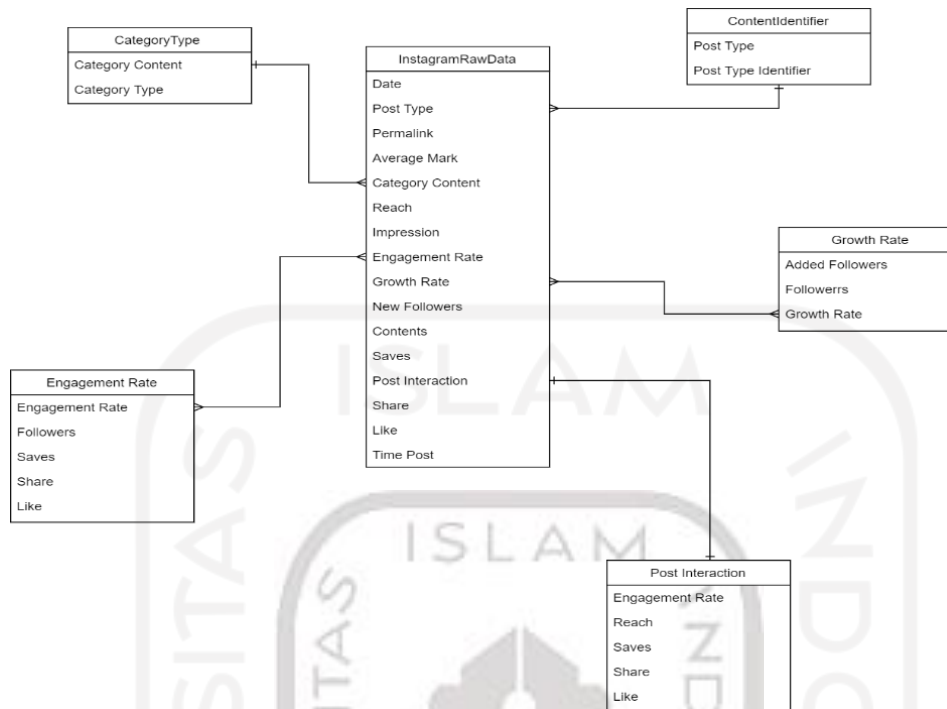 CategoryType
Category Content
Category Type
InstagramRawData
Date
Post Type
Permalink
Average Mark
Category Content
Reach
Impression
Engagement Rate
Growth Rate
New Followers
Contents
Saves
Post Interaction
Share
Like
Time Post
ContentIdentifier
Post Type
Post Type Identifier
Growth Rate
Added Followers
Followerrs
Growth Rate
Engagement Rate
Engagement Rate
Followers
Saves
Share
Like
Post Interaction
Engagement Rate
Reach
Saves
Share
Like
ISLAM
ISLAM